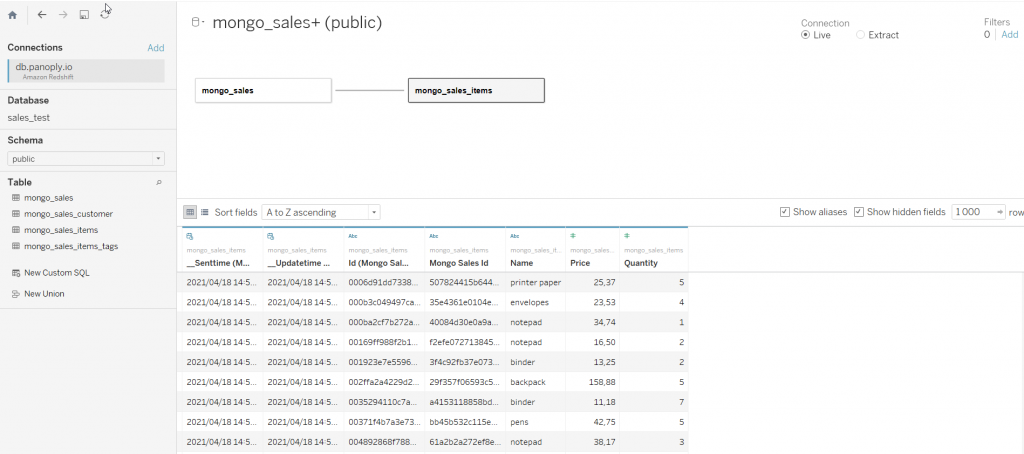 mongo_sales+ (public)
Connection
Live
Extract
Filters
0 | Add
Connections
Add
db.panoply.io
Amazon Redshift
Database
sales_test
Schema
public
Table
mongo_sales
mongo_sales_customer
mongo_sales_items
mongo_sales_items_tags
New Custom SQL
New Union
mongo_sales
mongo_sales_items
Sort fields
A to Z ascending
Show aliases
Show hidden fields
1 000
row
Abc Abc Abc
mongo_sales_items mongo_sales_items mongo_sales_items mongo_sales_items mongo_sales_it... mongo_sales... mongo_sales_items
__Senttime (M... __Updatetime ... Id (Mongo Sal... Mongo Sales Id Name Price Quantity
2021/04/18 14:5... 2021/04/18 14:5... 0006d91dd7338... 507824415b644... printer paper 25,37 5
2021/04/18 14:5... 2021/04/18 14:5... 000b3c049497ca... 35e4361e0104e... envelopes 23,53 4
2021/04/18 14:5... 2021/04/18 14:5... 000ba2cf7b272a... 40084d30e0a9a... notepad 34,74 1
2021/04/18 14:5... 2021/04/18 14:5... 00169ff988f2b1... f2efe072713845... notepad 16,50 2
2021/04/18 14:5... 2021/04/18 14:5... 001923e7e5596... 3f4c92fb37e073... binder 13,25 2
2021/04/18 14:5... 2021/04/18 14:5... 002ffa2a4229d2... 29f357f06593c5... backpack 158,88 5
2021/04/18 14:5... 2021/04/18 14:5... 0035294110c7a... a4153118858bd... binder 11,18 7
2021/04/18 14:5... 2021/04/18 14:5... 00371f4b7a3e73... bb45b532c115e... pens 42,75 5
2021/04/18 14:5... 2021/04/18 14:5... 004892868f788... 61a2b2a272ef8e... notepad 38,17 3